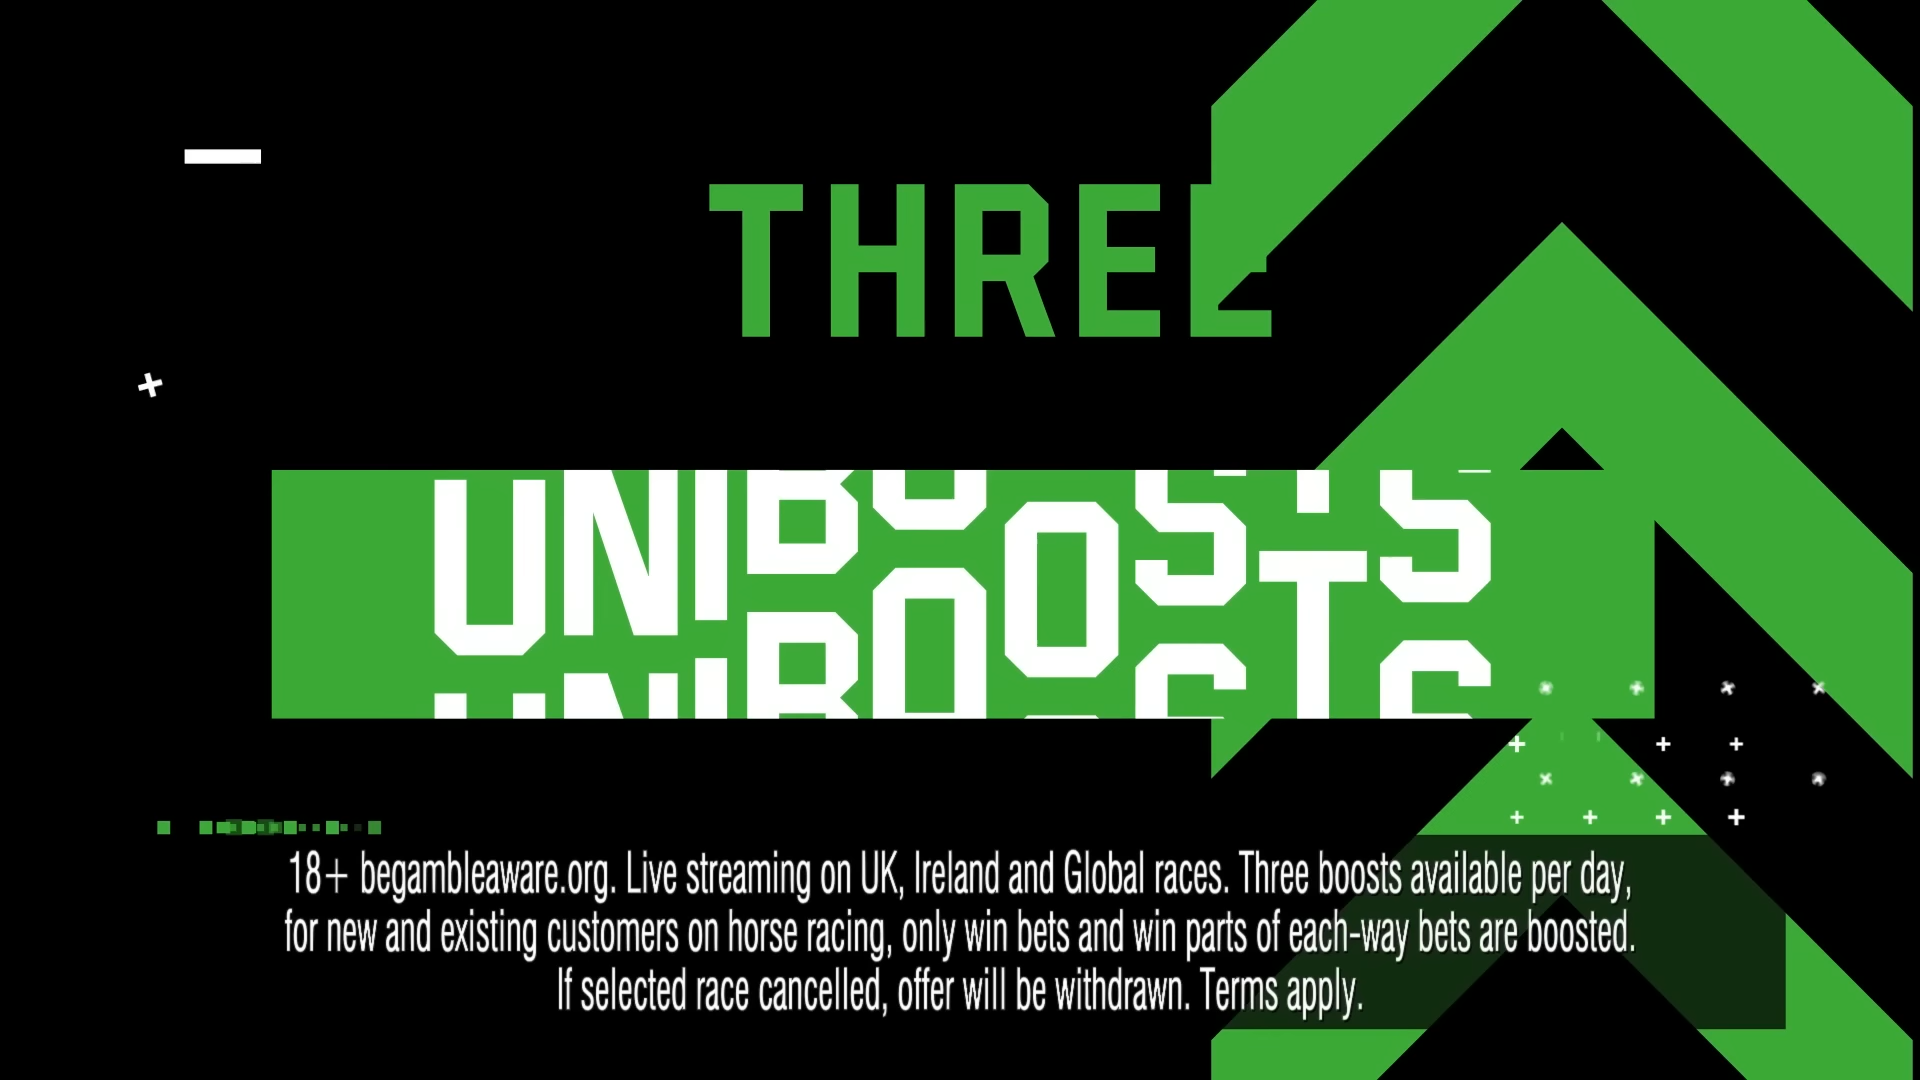 THREE
UNIBOOSTS
18+ begambleaware.org. Live streaming on UK, Ireland and Global races. Three boosts available per day,
for new and existing customers on horse racing, only win bets and win parts of each-way bets are boosted.
If selected race cancelled, offer will be withdrawn. Terms apply.